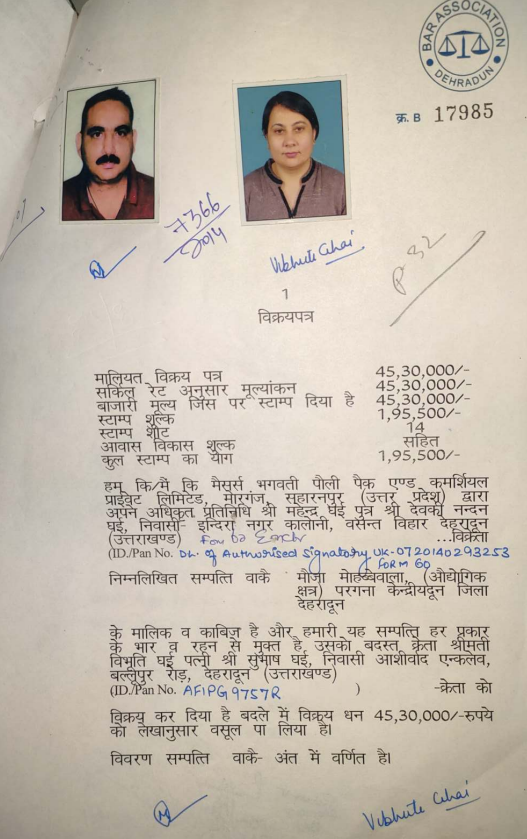 BAR ASSOCIATION
DEHRADUN
क्र. B 17985
7366
2014
Vibhuti Ghai
P 32
1
विक्रयपत्र
मालियत विक्रय पत्र 45,30,000/-
सर्किल रेट अनुसार मूल्यांकन 45,30,000/-
बाजारी मूल्य जिस पर स्टाम्प दिया है 45,30,000/-
स्टाम्प शुल्क 1,95,500/-
स्टाम्प शीट 14
आवास विकास शुल्क सहित
कुल स्टाम्प का योग 1,95,500/-
हम कि/मै कि मेसर्स भगवती पौली पैक एण्ड कमर्शियल
प्राईवेट लिमिटेड, मोरगंज, सहारनपुर (उत्तर प्रदेश) द्वारा
अपने अधिकृत प्रतिनिधि श्री महेन्द्र घई पुत्र श्री देवकी नन्दन
घई, निवासी- इन्दिरा नगर कालोनी, वसन्त विहार देहरादून
(उत्तराखण्ड) ...विक्रेता
(ID./Pan No. DL. of Authorised signatory UK-0720140293253
FORM 60
निम्नलिखित सम्पत्ति वाकै मौजा मोहब्बेवाला, (औद्योगिक
क्षेत्र) परगना केन्द्रीयदून जिला
देहरादून
के मालिक व काबिज है और हमारी यह सम्पत्ति हर प्रकार
के भार व रहन से मुक्त है, उसको बदस्त क्रेता श्रीमती
विभूति घई पत्नी श्री सुभाष घई, निवासी आशीर्वाद एन्कलेव,
बल्लूपुर रोड़, देहरादून (उत्तराखण्ड)
(ID./Pan No. AFIPG9757R ) -क्रेता को
विक्रय कर दिया है बदले में विक्रय धन 45,30,000/-रुपये
को लेखानुसार वसूल पा लिया है।
विवरण सम्पत्ति वाकै- अंत में वर्णित है।
Vibhuti Ghai